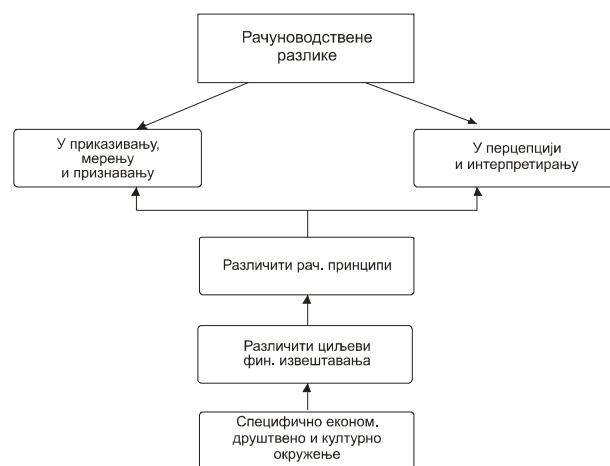 Рачуноводствене
разлике
У приказивању,
мерењу
и признавању
У перцепцији
и интерпретирању
Различити рач. принципи
Различити циљеви
фин. извештавања
Специфично економ.
друштвено и културно
окружење